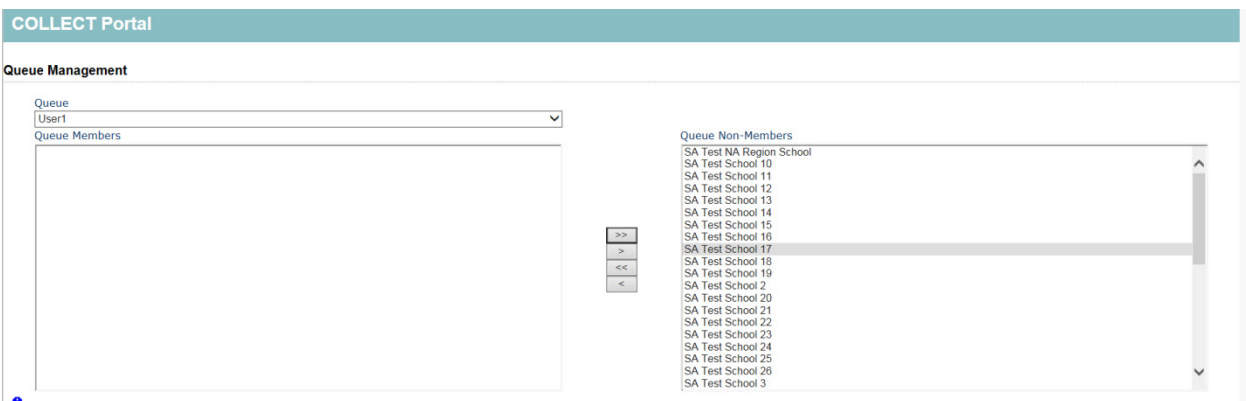 COLLECT Portal
Queue Management
Queue
User1
Queue Members
Queue Non-Members
SA Test NA Region School
SA Test School 10
SA Test School 11
SA Test School 12
SA Test School 13
SA Test School 14
SA Test School 15
SA Test School 16
SA Test School 17
SA Test School 18
SA Test School 19
SA Test School 2
SA Test School 20
SA Test School 21
SA Test School 22
SA Test School 23
SA Test School 24
SA Test School 25
SA Test School 26
SA Test School 3
>>
>
<<
<